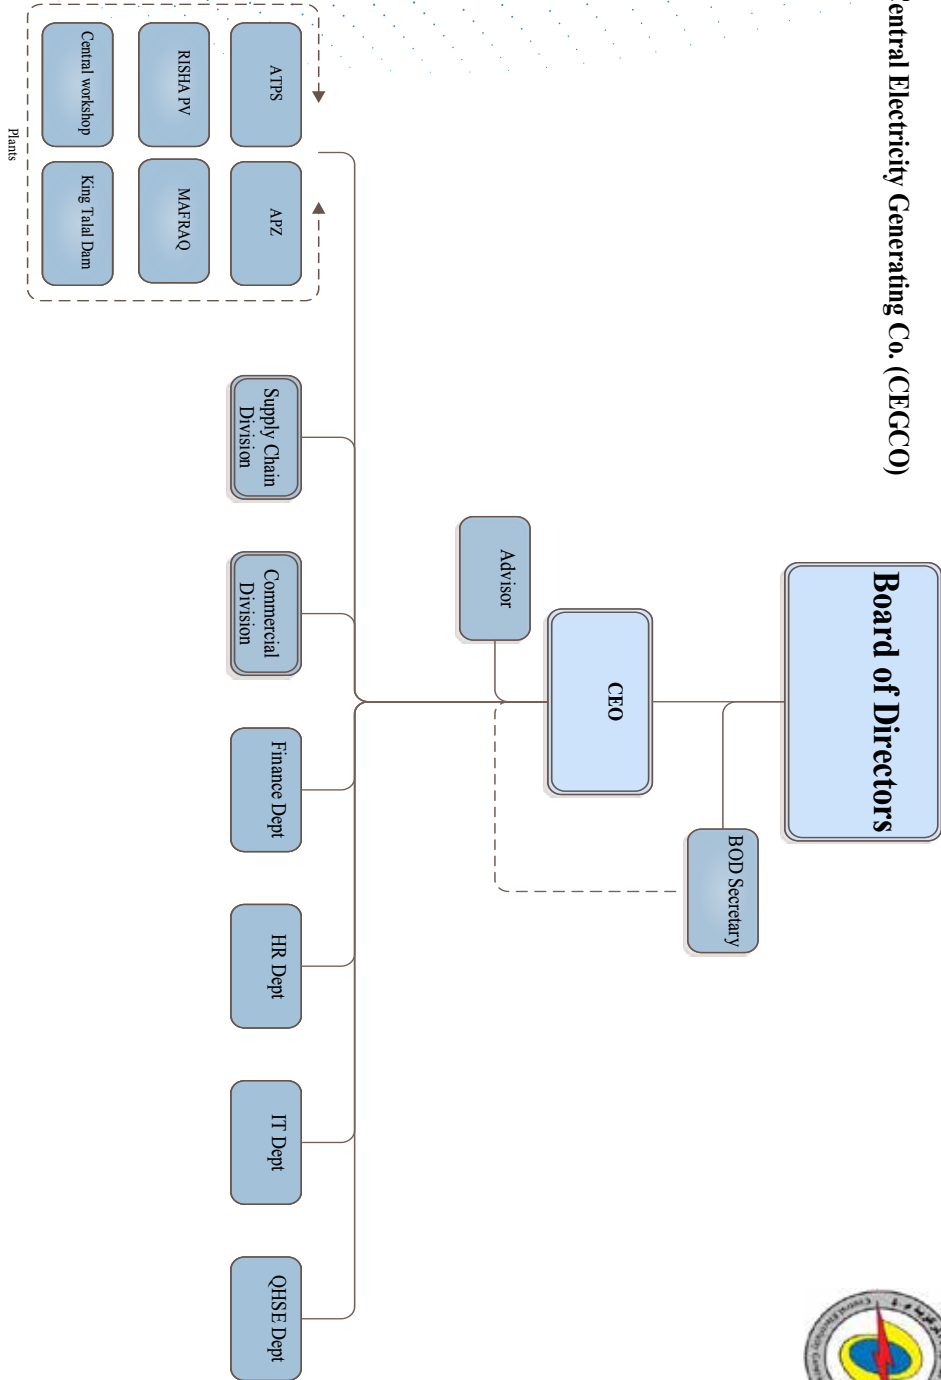 Central Electricity Generating Co. (CEGCO)
Board of Directors
BOD Secretary
CEO
Advisor
ATPS
APZ
RISHA PV
MAFRAQ
Central workshop
King Talal Dam
Plants
Supply Chain
Division
Commercial
Division
Finance Dept
HR Dept
IT Dept
QHSE Dept